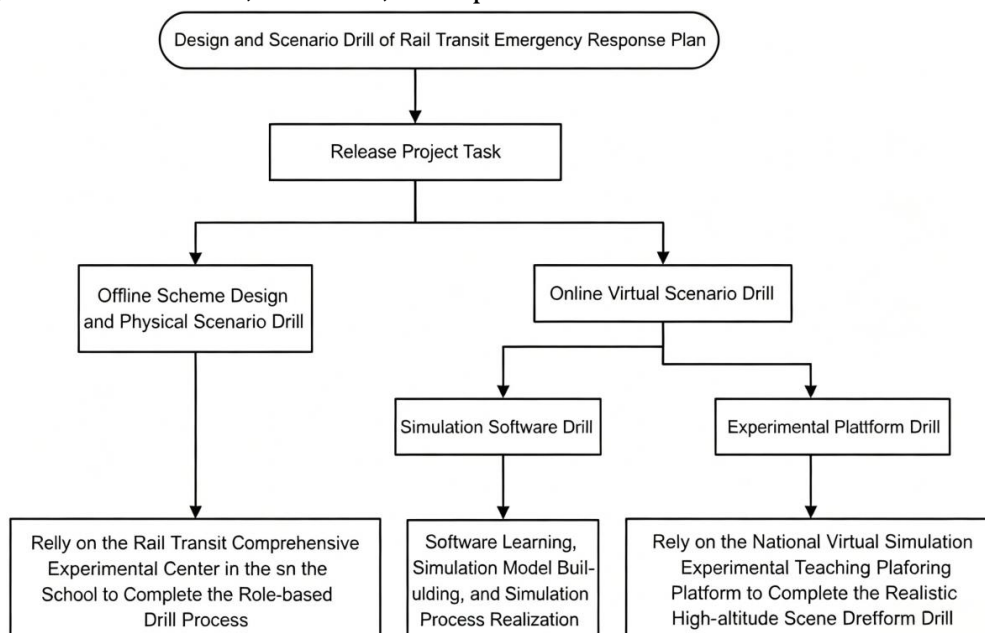 Design and Scenario Drill of Rail Transit Emergency Response Plan
Release Project Task
Offline Scheme Design
and Physical Scenario Drill
Online Virtual Scenario Drill
Simulation Software Drill
Experimental Plattform Drill
Relly on the Rail Transit Comprehensive
Experimental Center in the sn the
School to Complete the Role-based
Drill Process
Software Learning,
Simulation Model Buil-
ulding, and Simulation
Process Realization
Rely on the National Virtual Simulation
Experimental Teaching Plaforing
Platform to Complete the Realistic
High-altitude Scene Drefform Drill